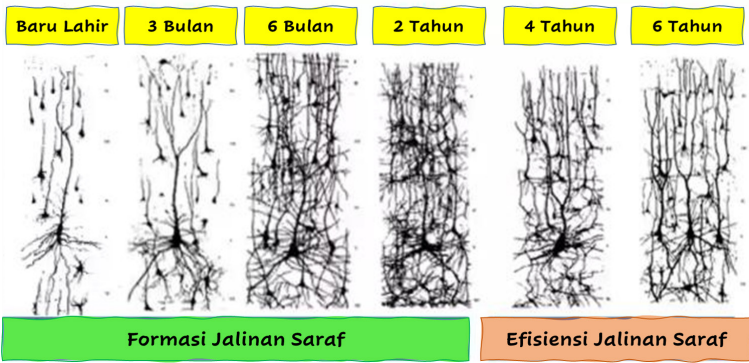 Baru Lahir
3 Bulan
6 Bulan
2 Tahun
4 Tahun
6 Tahun
Formasi Jalinan Saraf
Efisiensi Jalinan Saraf